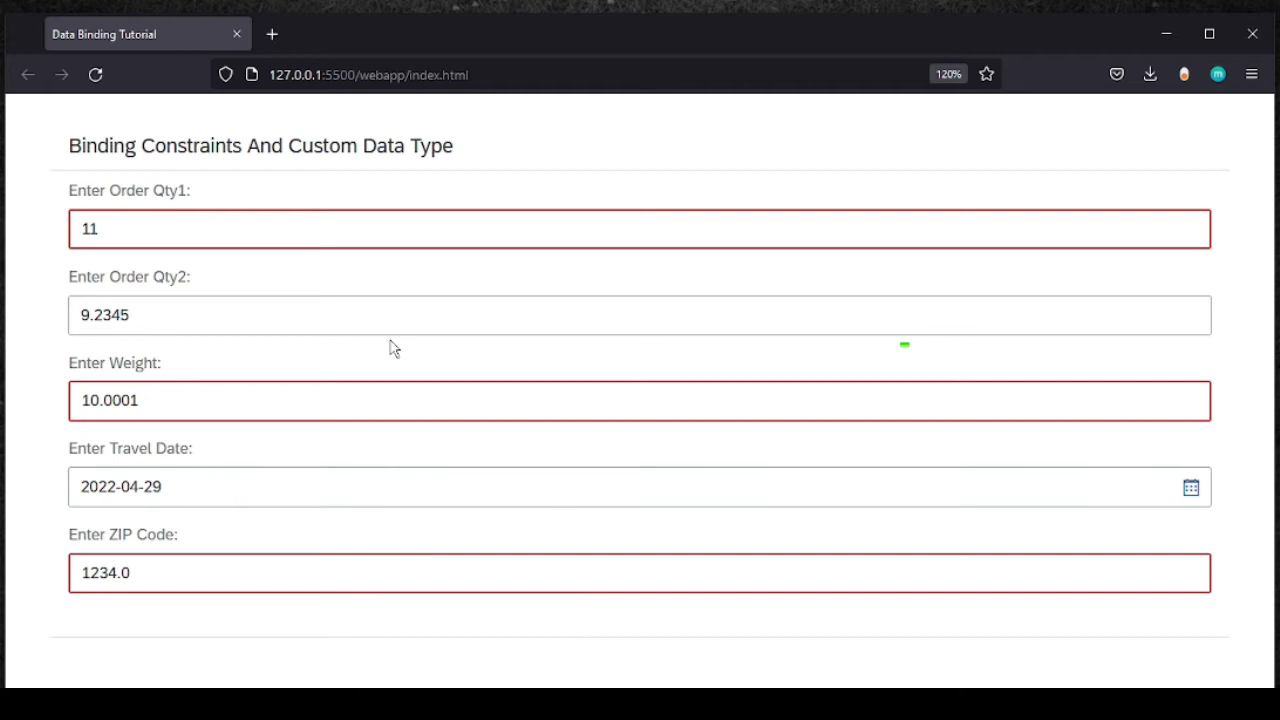 Data Binding Tutorial
127.0.0.1:5500/webapp/index.html
120%
m
Binding Constraints And Custom Data Type
Enter Order Qty1:
11
Enter Order Qty2:
9.2345
Enter Weight:
10.0001
Enter Travel Date:
2022-04-29
Enter ZIP Code:
1234.0